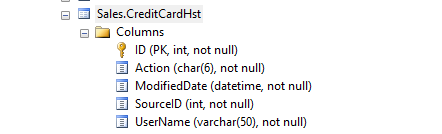 Sales.CreditCardHst
Columns
ID (PK, int, not null)
Action (char(6), not null)
ModifiedDate (datetime, not null)
SourceID (int, not null)
UserName (varchar(50), not null)